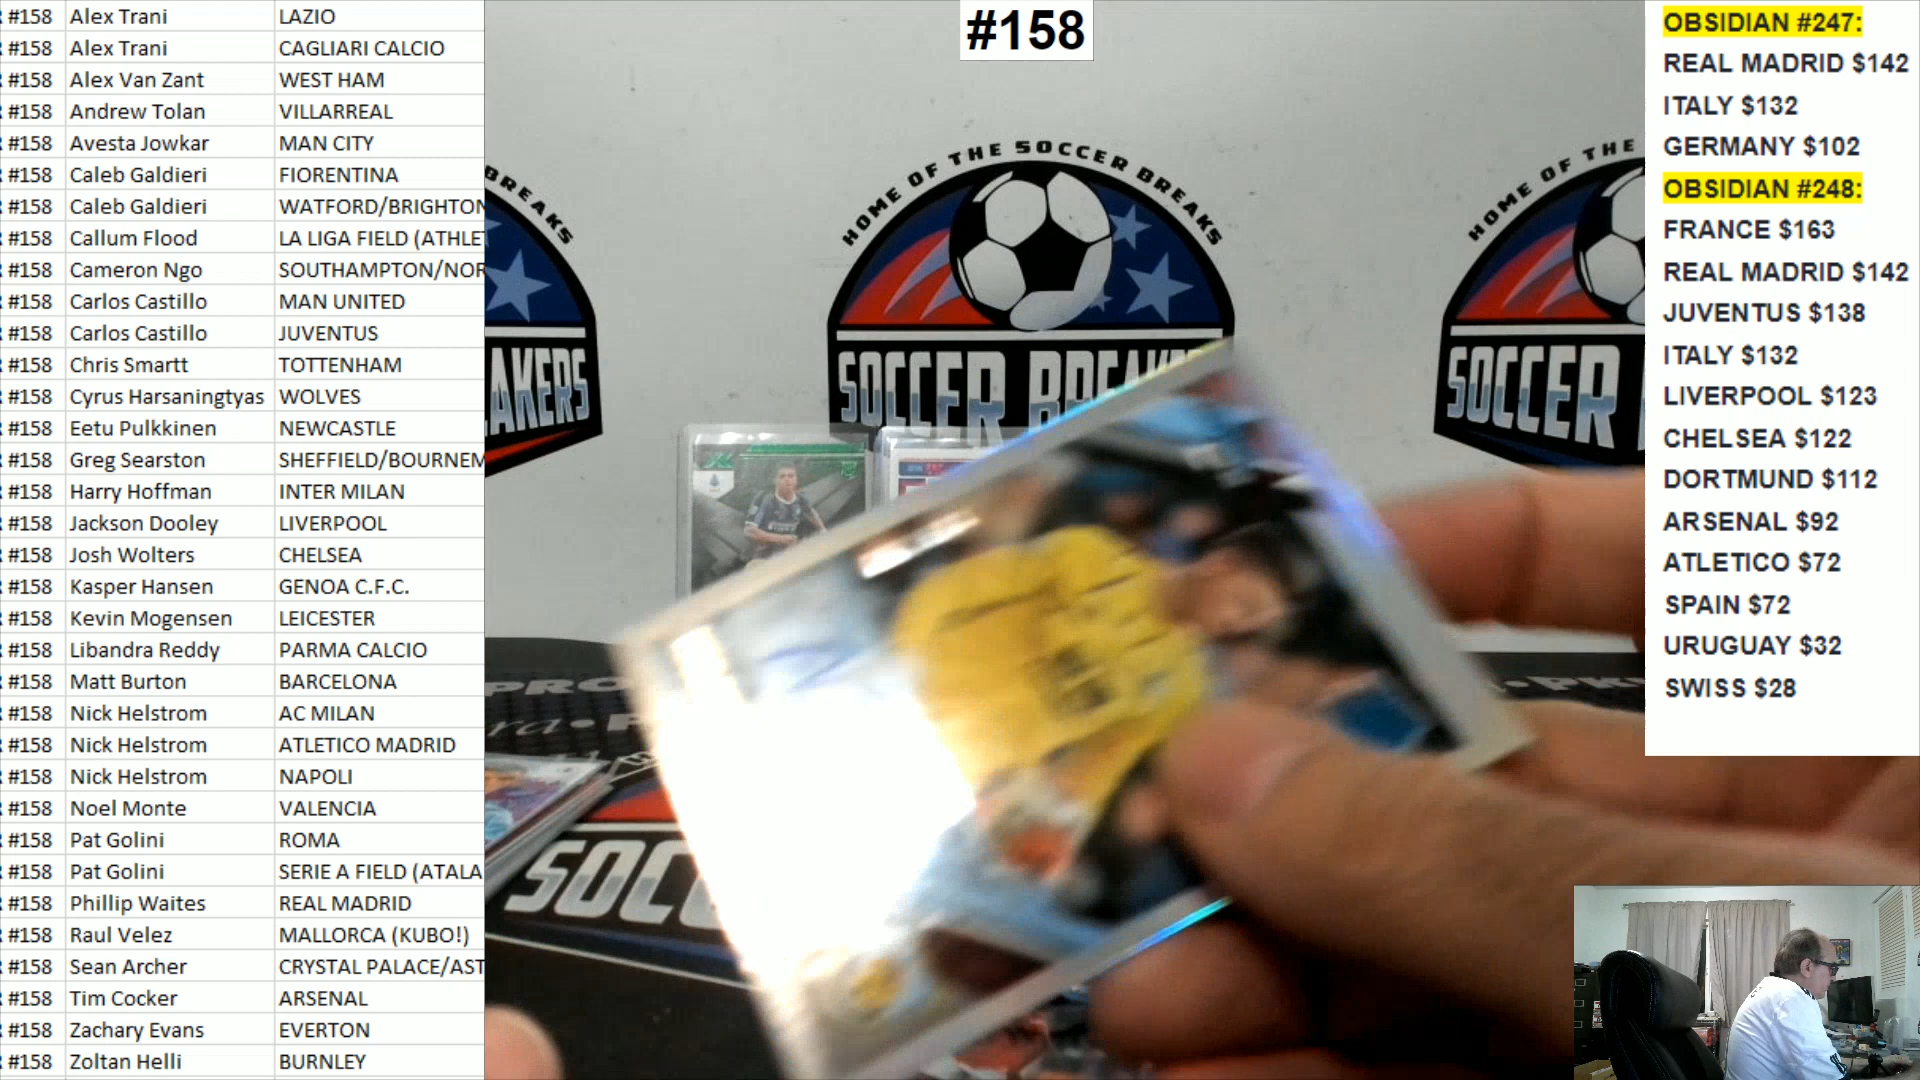 #158 Alex Trani LAZIO
#158 Alex Trani CAGLIARI CALCIO
#158 Alex Van Zant WEST HAM
#158 Andrew Tolan VILLARREAL
#158 Avesta Jowkar MAN CITY
#158 Caleb Galdieri FIORENTINA
#158 Caleb Galdieri WATFORD/BRIGHTON
#158 Callum Flood LA LIGA FIELD (ATHLE
#158 Cameron Ngo SOUTHAMPTON/NOR
#158 Carlos Castillo MAN UNITED
#158 Carlos Castillo JUVENTUS
#158 Chris Smartt TOTTENHAM
#158 Cyrus Harsaningtyas WOLVES
#158 Eetu Pulkkinen NEWCASTLE
#158 Greg Searston SHEFFIELD/BOURNEM
#158 Harry Hoffman INTER MILAN
#158 Jackson Dooley LIVERPOOL
#158 Josh Wolters CHELSEA
#158 Kasper Hansen GENOA C.F.C.
#158 Kevin Mogensen LEICESTER
#158 Libandra Reddy PARMA CALCIO
#158 Matt Burton BARCELONA
#158 Nick Helstrom AC MILAN
#158 Nick Helstrom ATLETICO MADRID
#158 Nick Helstrom NAPOLI
#158 Noel Monte VALENCIA
#158 Pat Golini ROMA
#158 Pat Golini SERIE A FIELD (ATALA
#158 Phillip Waites REAL MADRID
#158 Raul Velez MALLORCA (KUBO!)
#158 Sean Archer CRYSTAL PALACE/AST
#158 Tim Cocker ARSENAL
#158 Zachary Evans EVERTON
#158 Zoltan Helli BURNLEY
#158
BREAKS
AKERS
HOME OF THE SOCCER BREAKS
SOCCER BREA
HOME OF THE
SOCCER
SOC
OBSIDIAN #247:
REAL MADRID $142
ITALY $132
GERMANY $102
OBSIDIAN #248:
FRANCE $163
REAL MADRID $142
JUVENTUS $138
ITALY $132
LIVERPOOL $123
CHELSEA $122
DORTMUND $112
ARSENAL $92
ATLETICO $72
SPAIN $72
URUGUAY $32
SWISS $28